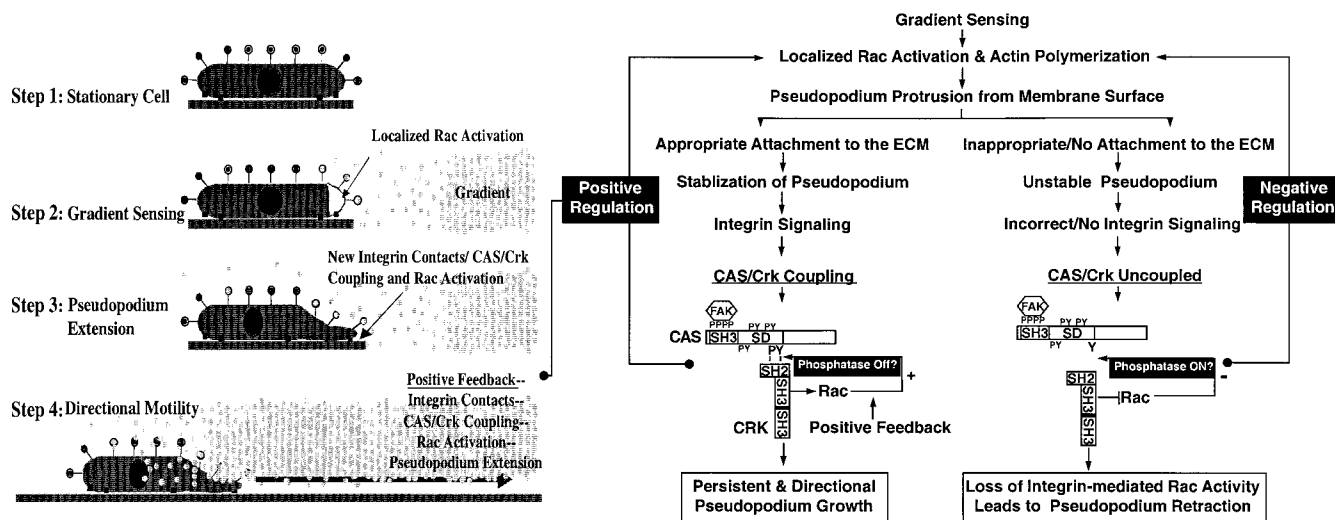 Step 1: Stationary Cell
Localized Rac Activation
Gradient
Step 2: Gradient Sensing
New Integrin Contacts/ CAS/Crk
Coupling and Rac Activation
Step 3: Pseudopodium
Extension
Positive Feedback--
Integrin Contacts--
CAS/Crk Coupling--
Rac Activation--
Pseudopodium Extension
Step 4: Directional Motility
Gradient Sensing
Localized Rac Activation & Actin Polymerization
Pseudopodium Protrusion from Membrane Surface
Positive
Regulation
Appropriate Attachment to the ECM
Stablization of Pseudopodium
Integrin Signaling
CAS/Crk Coupling
FAK
PPPP
PY PY
CAS
SH3
SD
PY
PY
Phosphatase Off?
+
SH2
SH3
SH3
Rac
CRK
Positive Feedback
Persistent & Directional
Pseudopodium Growth
Inappropriate/No Attachment to the ECM
Unstable Pseudopodium
Incorrect/No Integrin Signaling
CAS/Crk Uncoupled
Negative
Regulation
FAK
PPPP
PY PY
SH3
SD
PY
Y
Phosphatase ON?
-
SH2
SH3
SH3
Rac
Loss of Integrin-mediated Rac Activity
Leads to Pseudopodium Retraction